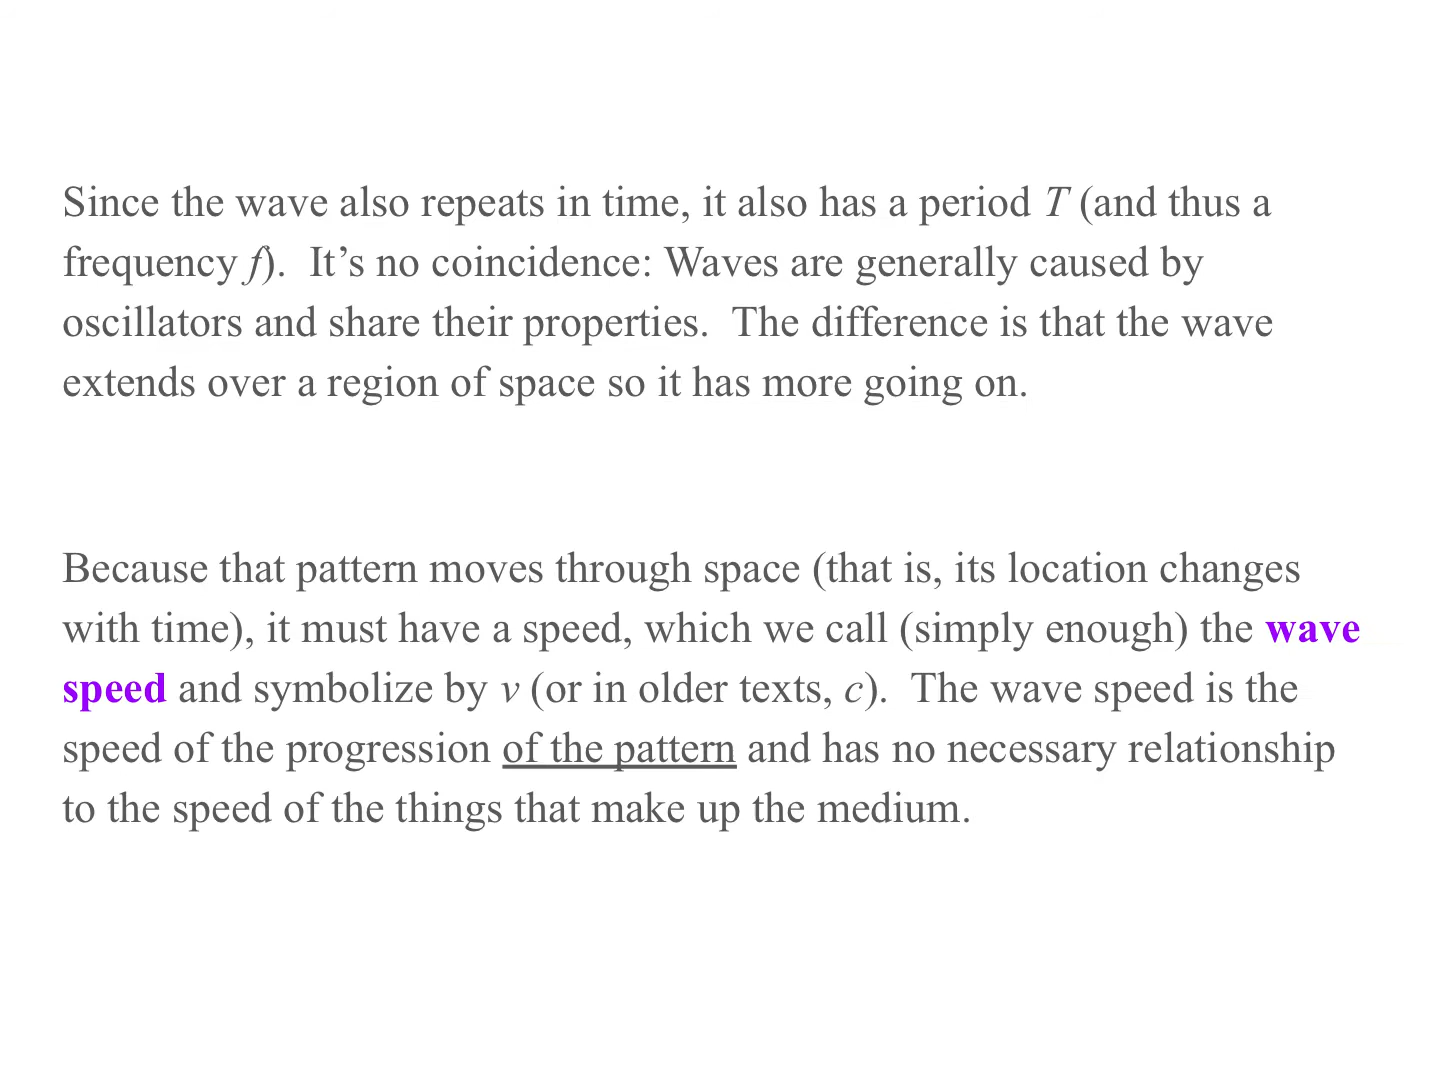 Since the wave also repeats in time, it also has a period T (and thus a
frequency f).  It’s no coincidence: Waves are generally caused by
oscillators and share their properties.  The difference is that the wave
extends over a region of space so it has more going on.
Because that pattern moves through space (that is, its location changes
with time), it must have a speed, which we call (simply enough) the wave
speed and symbolize by v (or in older texts, c).  The wave speed is the
speed of the progression of the pattern and has no necessary relationship
to the speed of the things that make up the medium.